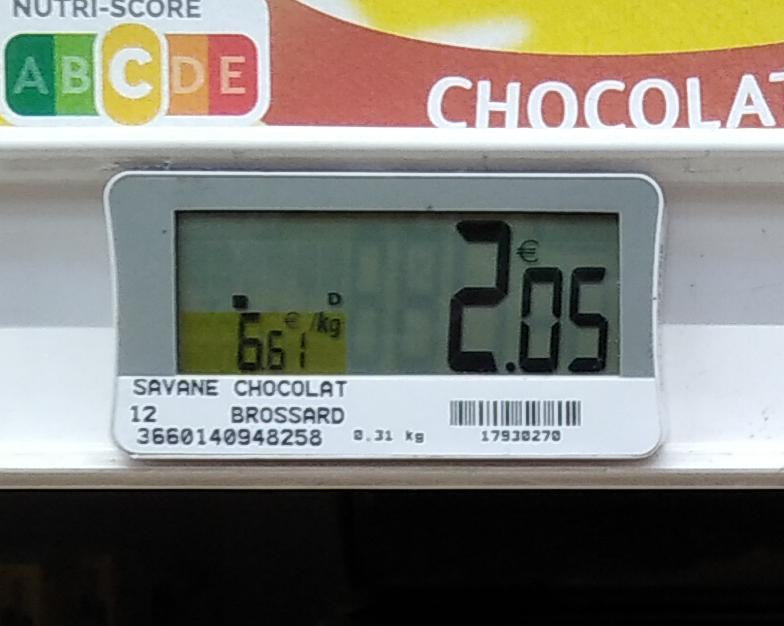 NUTRI-SCORE
A B C D E
CHOCOLAT
2.05 €
D
6.61 € /kg
SAVANE CHOCOLAT
12 BROSSARD
3660140948258 0.31 kg 17930270